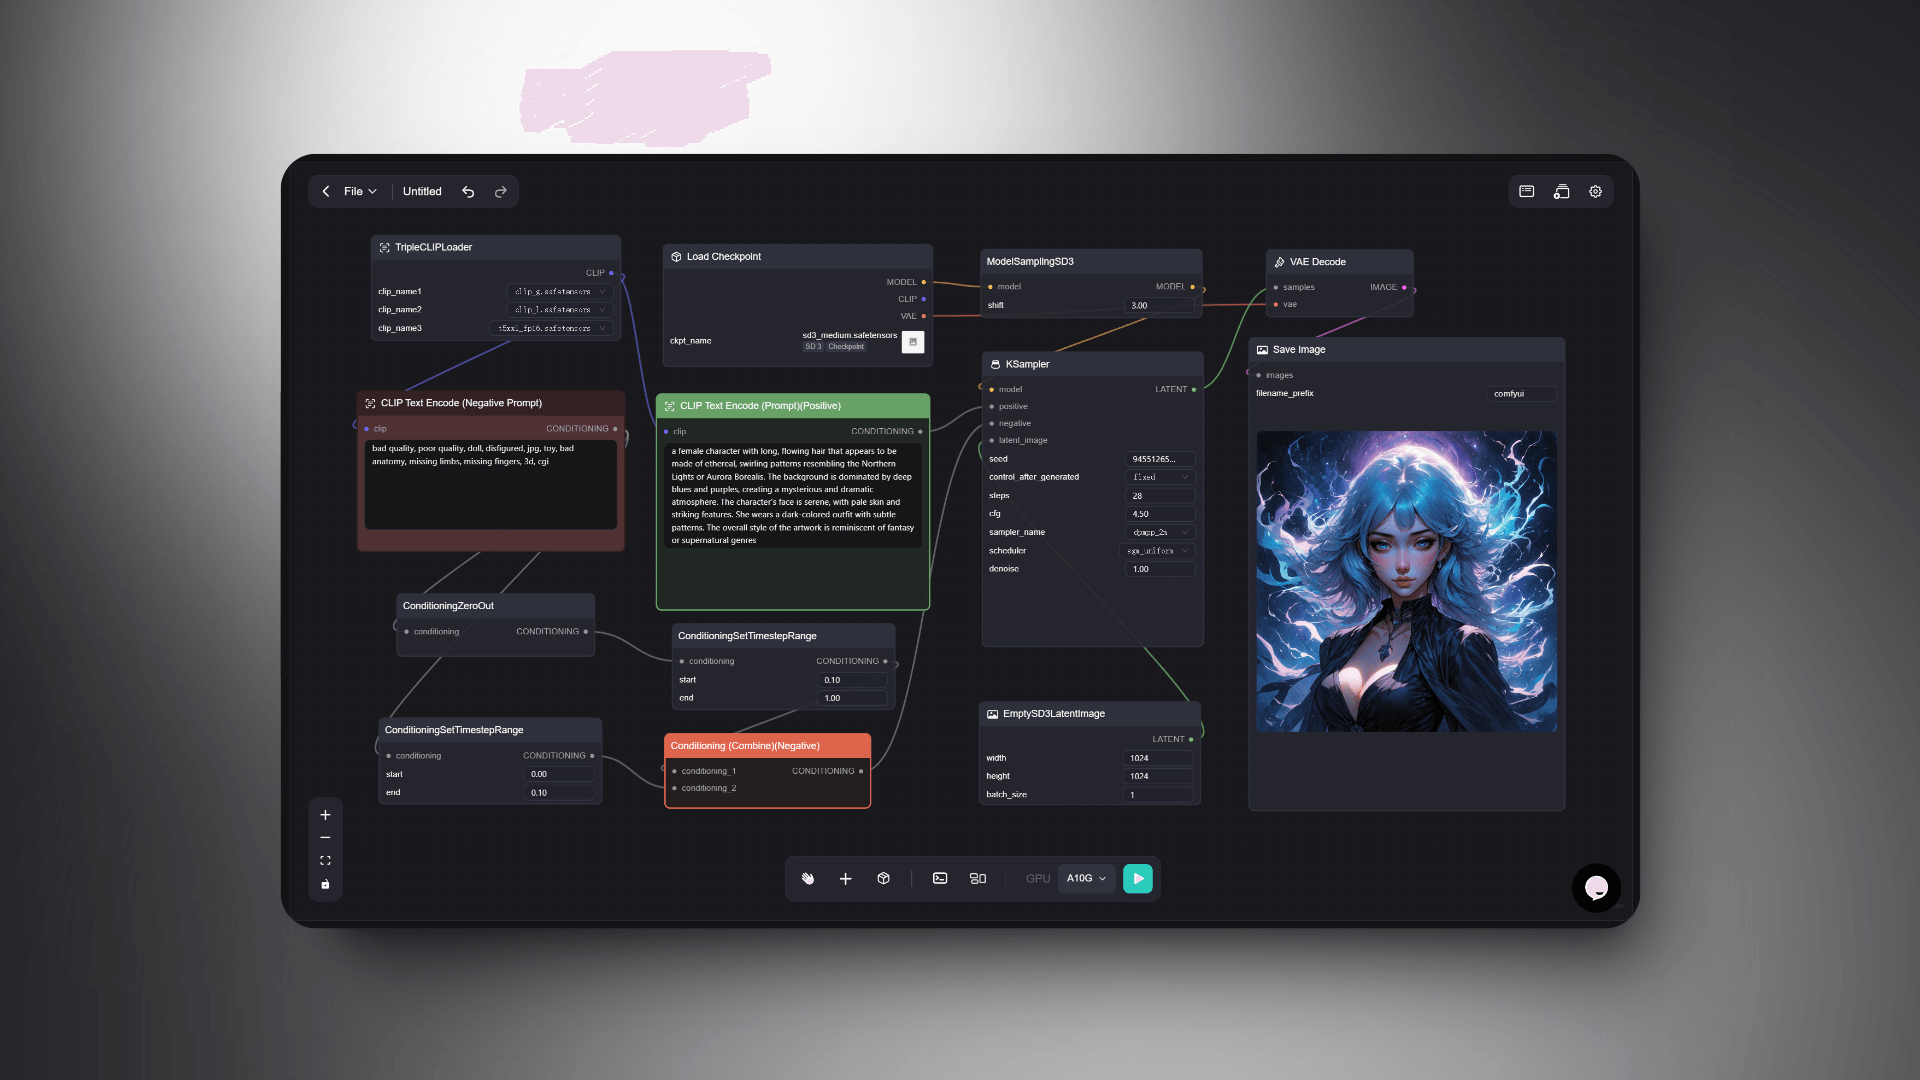 File
Untitled
TripleCLIPLoader
CLIP
clip_name1
clip_g.safetensors
clip_name2
clip_l.safetensors
clip_name3
t5xxl_fp16.safetensors
Load Checkpoint
MODEL
CLIP
VAE
ckpt_name
sd3_medium.safetensors
SD 3
Checkpoint
ModelSamplingSD3
model
MODEL
shift
3.00
VAE Decode
samples
IMAGE
vae
CLIP Text Encode (Negative Prompt)
clip
CONDITIONING
bad quality, poor quality, doll, disfigured, jpg, toy, bad
anatomy, missing limbs, missing fingers, 3d, cgi
CLIP Text Encode (Prompt)(Positive)
clip
CONDITIONING
a female character with long, flowing hair that appears to be
made of ethereal, swirling patterns resembling the Northern
Lights or Aurora Borealis. The background is dominated by deep
blues and purples, creating a mysterious and dramatic
atmosphere. The character's face is serene, with pale skin and
striking features. She wears a dark-colored outfit with subtle
patterns. The overall style of the artwork is reminiscent of fantasy
or supernatural genres
KSampler
model
LATENT
positive
negative
latent_image
seed
94551265...
control_after_generated
fixed
steps
28
cfg
4.50
sampler_name
dpmpp_2m
scheduler
sgm_uniform
denoise
1.00
Save Image
images
filename_prefix
comfyui
ConditioningZeroOut
conditioning
CONDITIONING
ConditioningSetTimestepRange
conditioning
CONDITIONING
start
0.10
end
1.00
ConditioningSetTimestepRange
conditioning
CONDITIONING
start
0.00
end
0.10
Conditioning (Combine)(Negative)
conditioning_1
CONDITIONING
conditioning_2
EmptySD3LatentImage
LATENT
width
1024
height
1024
batch_size
1
GPU
A10G